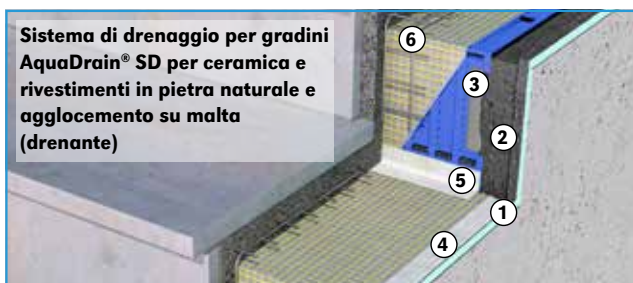 Sistema di drenaggio per gradini
AquaDrain® SD per ceramica e
rivestimenti in pietra naturale e
agglocemento su malta
(drenante)
6
3
2
5
1
4